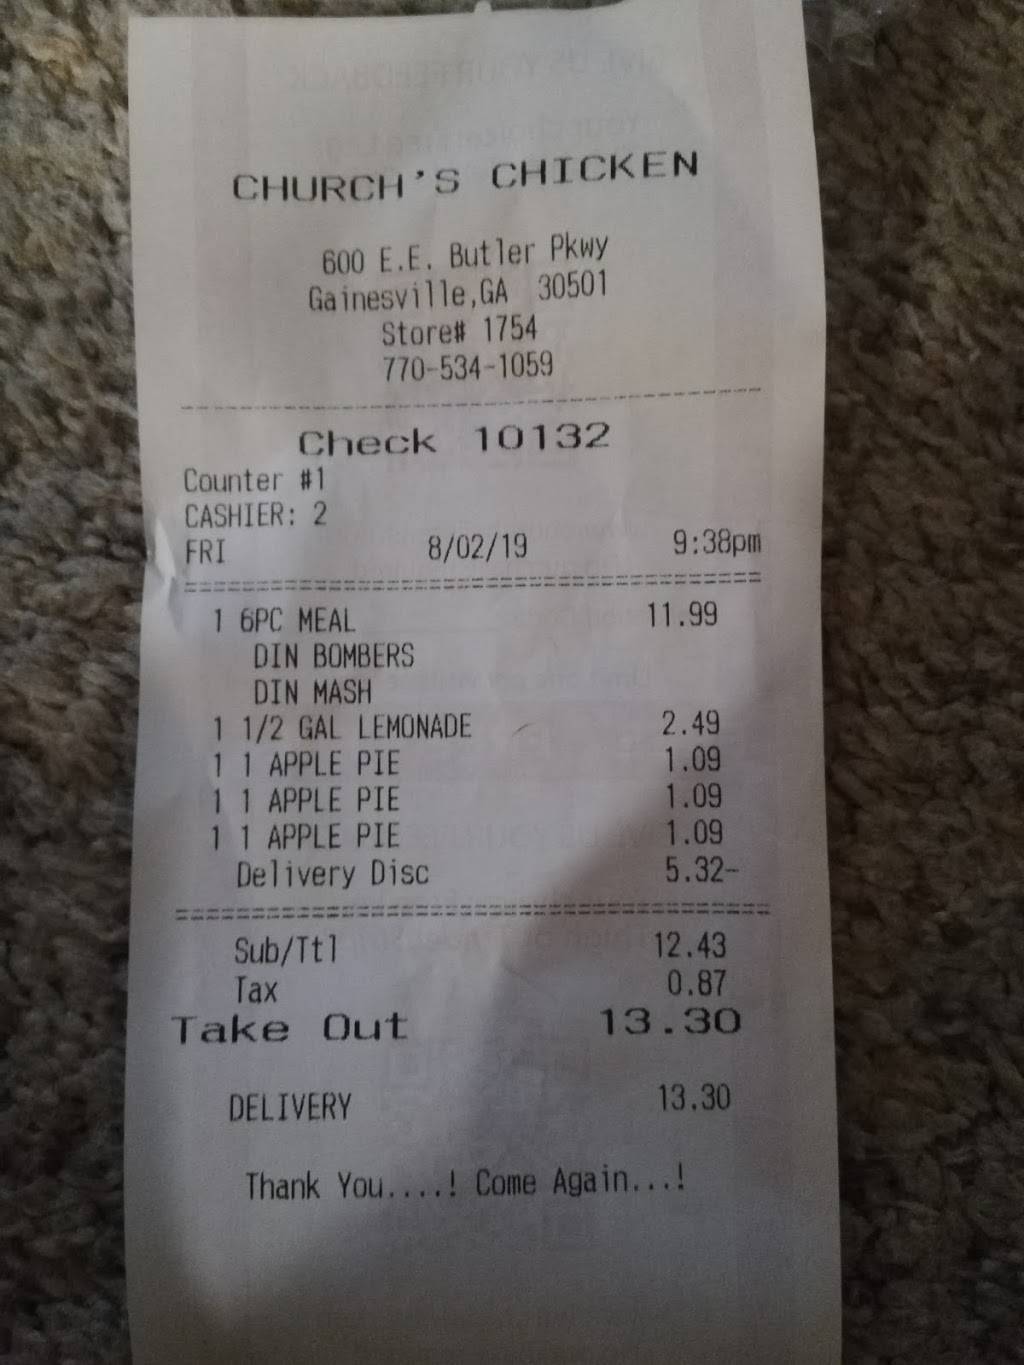 CHURCH'S CHICKEN
600 E.E. Butler Pkwy
Gainesville,GA 30501
Store# 1754
770-534-1059
Check 10132
Counter #1
CASHIER: 2
FRI 8/02/19 9:38pm
1 6PC MEAL 11.99
DIN BOMBERS
DIN MASH
1 1/2 GAL LEMONADE 2.49
1 1 APPLE PIE 1.09
1 1 APPLE PIE 1.09
1 1 APPLE PIE 1.09
Delivery Disc 5.32-
Sub/Ttl 12.43
Tax 0.87
Take Out 13.30
DELIVERY 13.30
Thank You....! Come Again...!